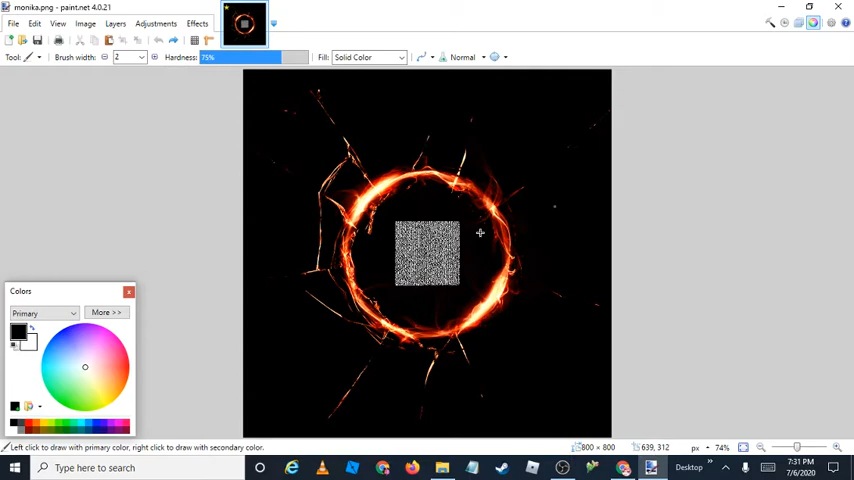 monika.png - paint.net 4.0.21
File Edit View Image Layers Adjustments Effects
Tool: Brush width: 2 Hardness: 75% Fill: Solid Color Normal
Colors
Primary More >>
Left click to draw with primary color, right click to draw with secondary color. 800 × 800 639, 312 px 74%
Type here to search Desktop 7:31 PM
7/6/2020